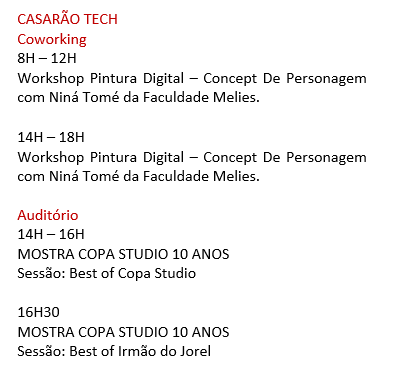 CASARÃO TECH
Coworking
8H – 12H
Workshop Pintura Digital – Concept De Personagem
com Niná Tomé da Faculdade Melies.
14H – 18H
Workshop Pintura Digital – Concept De Personagem
com Niná Tomé da Faculdade Melies.
Auditório
14H – 16H
MOSTRA COPA STUDIO 10 ANOS
Sessão: Best of Copa Studio
16H30
MOSTRA COPA STUDIO 10 ANOS
Sessão: Best of Irmão do Jorel